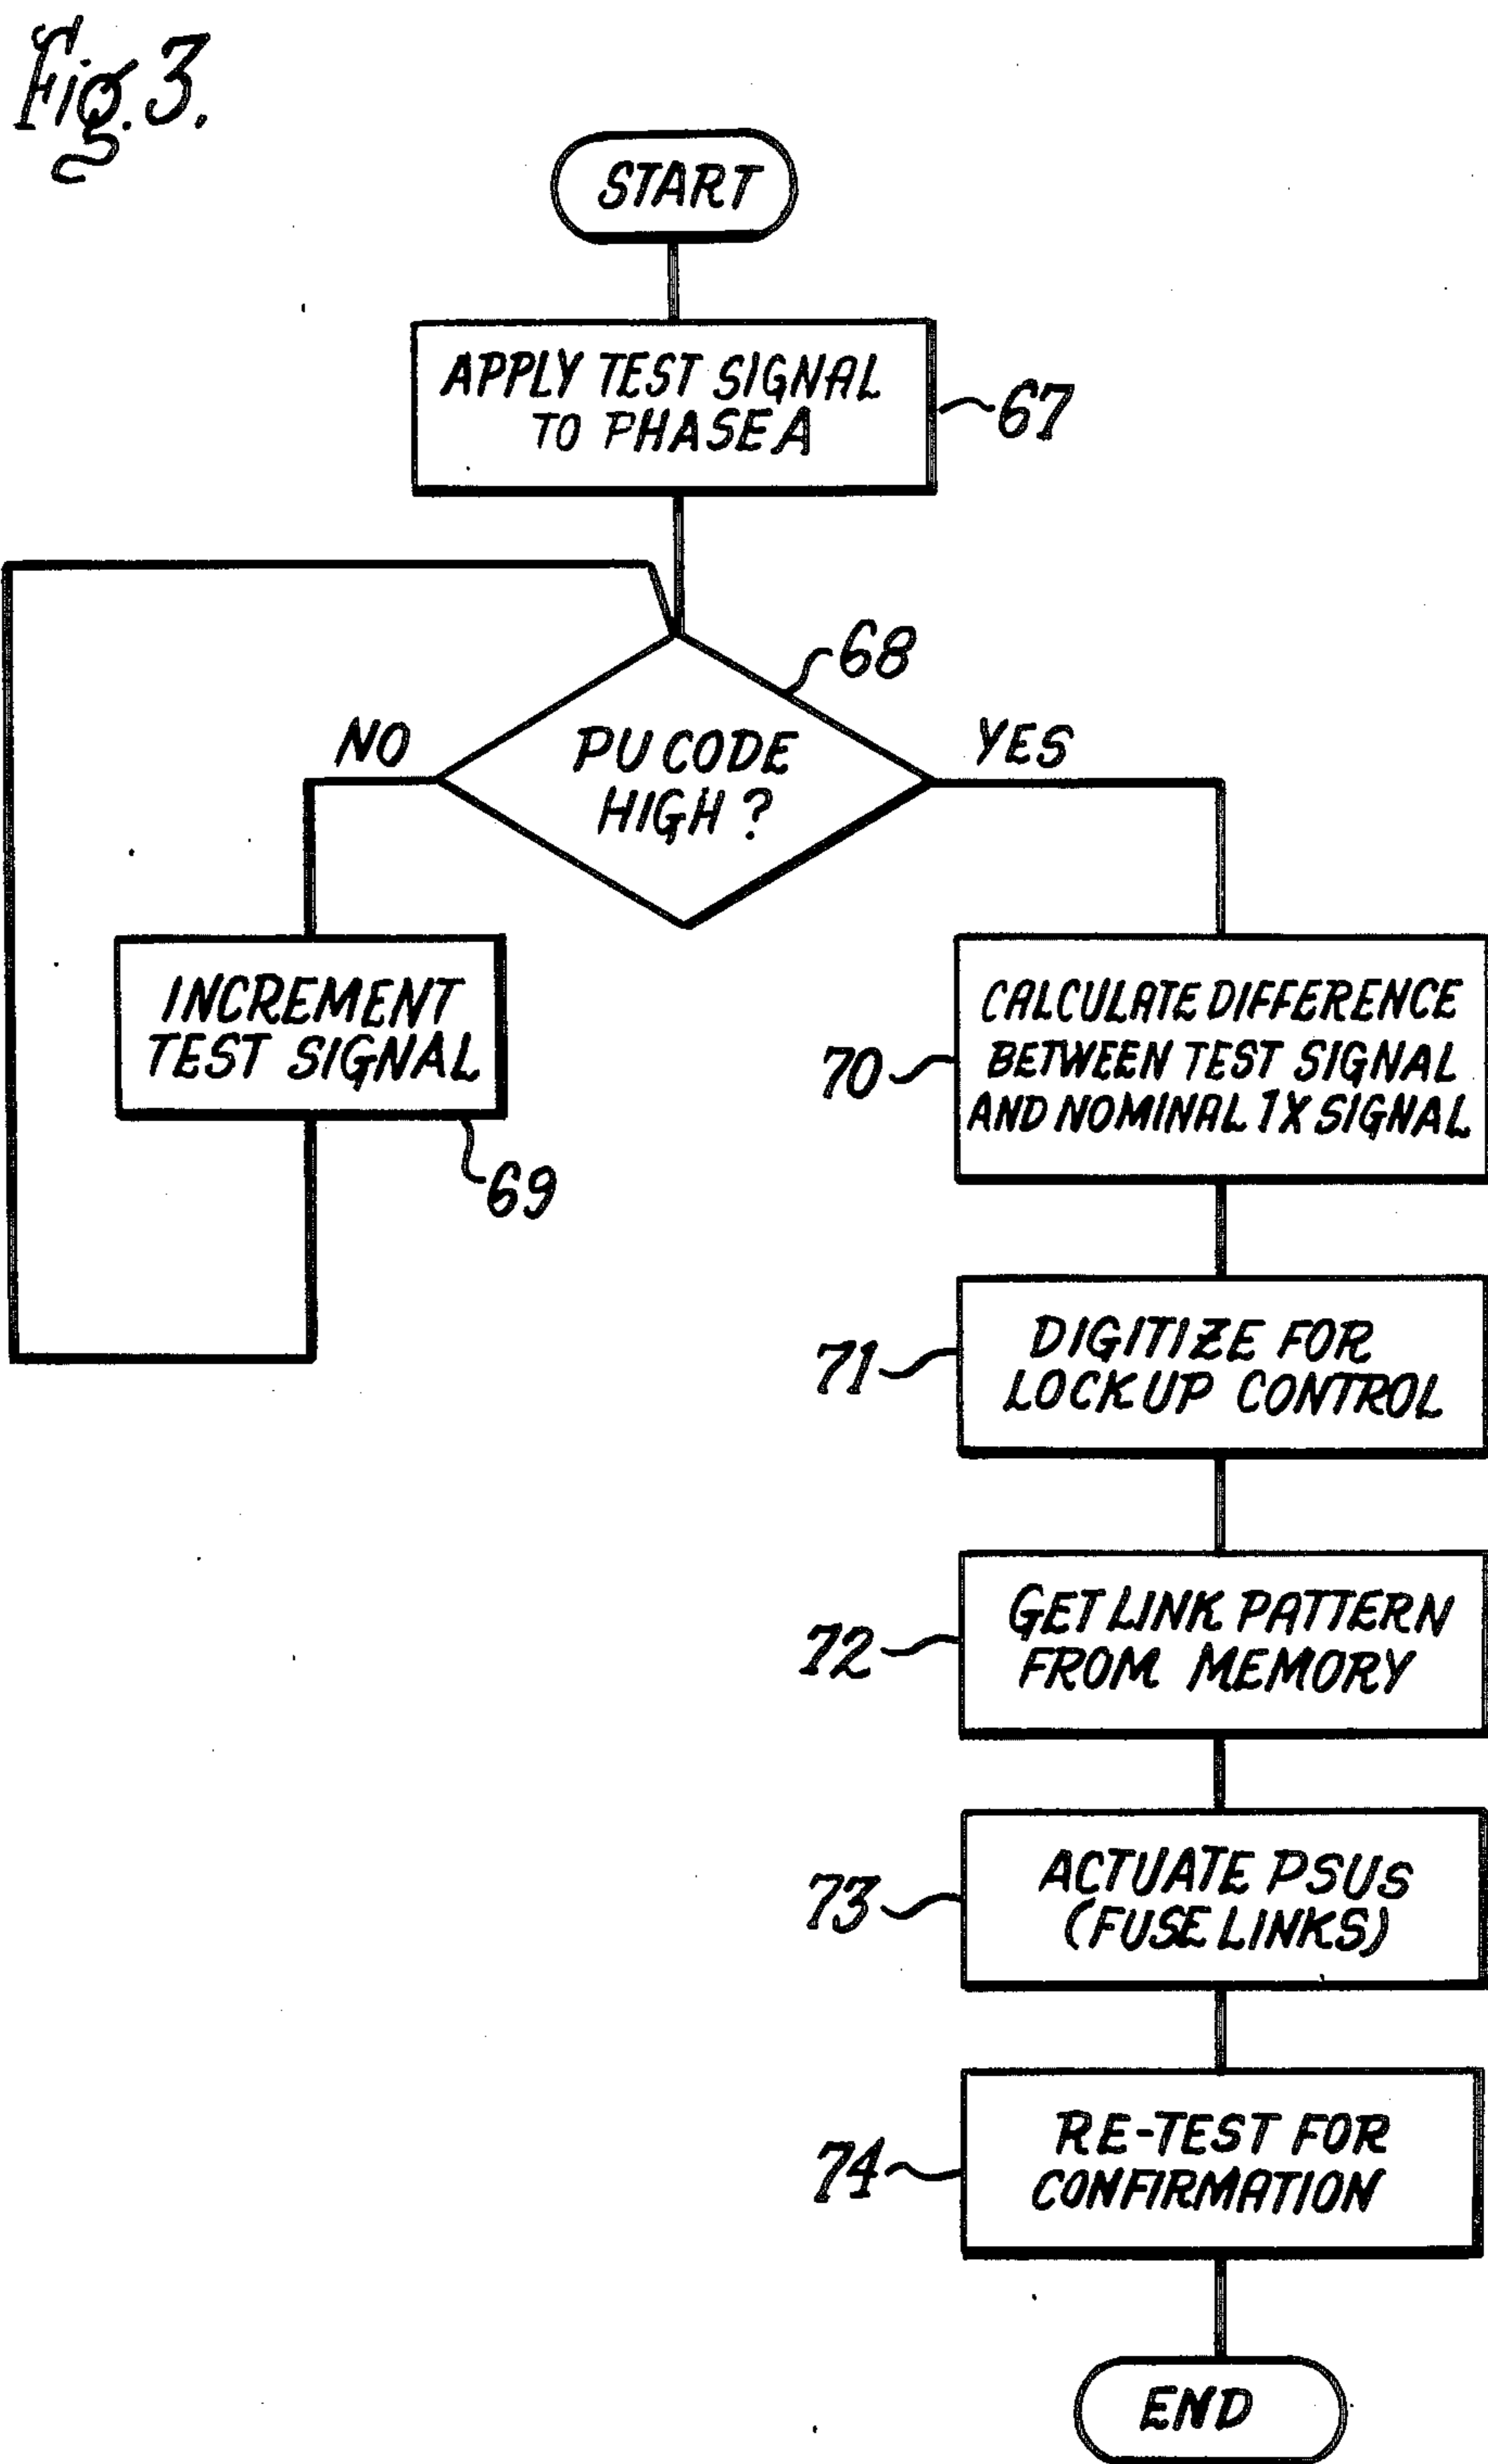 Fig. 3.
START
APPLY TEST SIGNAL
TO PHASE A
67
68
PU CODE
HIGH ?
NO
YES
INCREMENT
TEST SIGNAL
69
CALCULATE DIFFERENCE
BETWEEN TEST SIGNAL
AND NOMINAL 1X SIGNAL
70
DIGITIZE FOR
LOCKUP CONTROL
71
GET LINK PATTERN
FROM MEMORY
72
ACTUATE PSUS
(FUSE LINKS)
73
RE-TEST FOR
CONFIRMATION
74
END